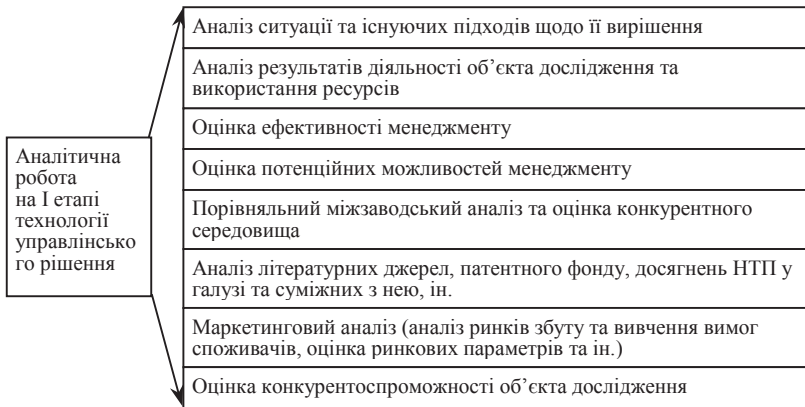 Аналітична
робота
на I етапі
технології
управлінсько
го рішення
Аналіз ситуації та існуючих підходів щодо її вирішення
Аналіз результатів діяльності об’єкта дослідження та
використання ресурсів
Оцінка ефективності менеджменту
Оцінка потенційних можливостей менеджменту
Порівняльний міжзаводський аналіз та оцінка конкурентного
середовища
Аналіз літературних джерел, патентного фонду, досягнень НТП у
галузі та суміжних з нею, ін.
Маркетинговий аналіз (аналіз ринків збуту та вивчення вимог
споживачів, оцінка ринкових параметрів та ін.)
Оцінка конкурентоспроможності об’єкта дослідження